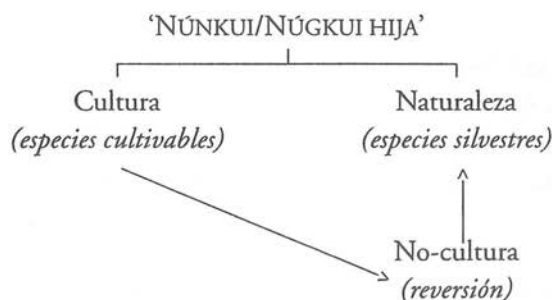 ‘NÚNKUI/NÚGKUI HIJA’
Cultura
(especies cultivables)
Naturaleza
(especies silvestres)
No-cultura
(reversión)